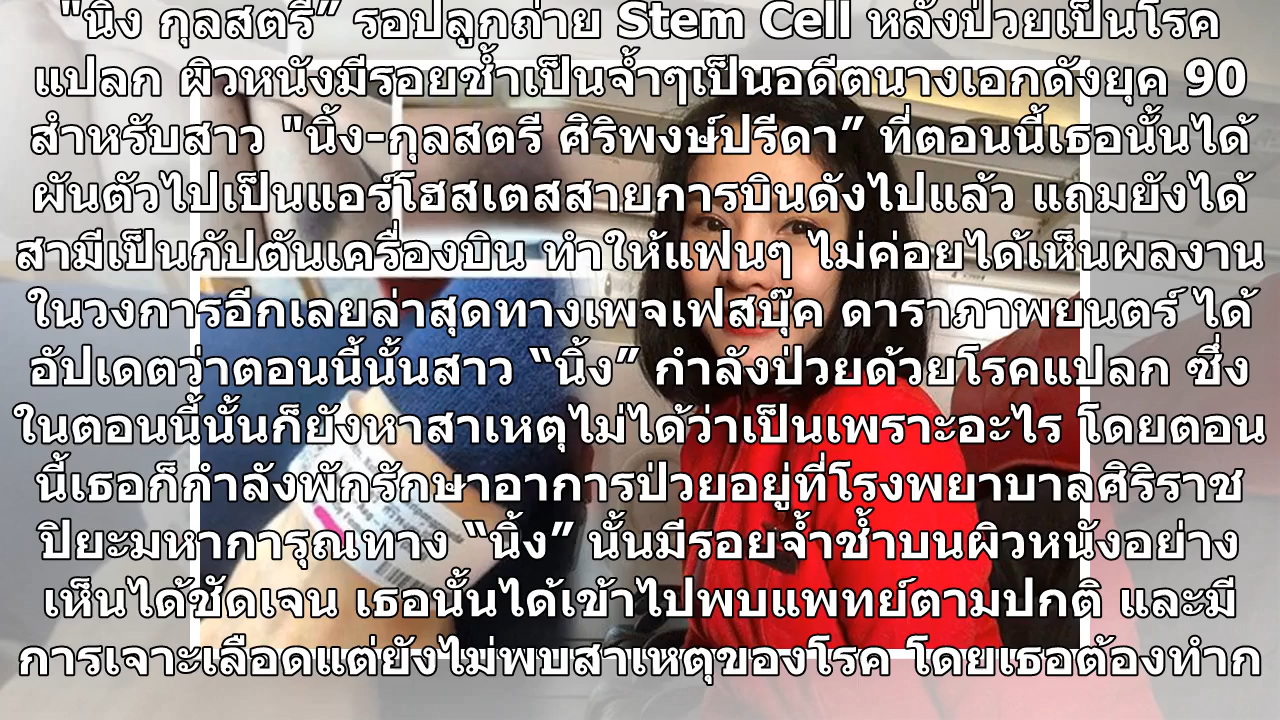 "นิ้ง กุลสตรี” รอปลูกถ่าย Stem Cell หลังป่วยเป็นโรค
แปลก ผิวหนังมีรอยช้ำเป็นจ้ำๆเป็นอดีตนางเอกดังยุค 90
สำหรับสาว "นิ้ง-กุลสตรี ศิริพงษ์ปรีดา” ที่ตอนนี้เธอนั้นได้
ผันตัวไปเป็นแอร์โฮสเตสสายการบินดังไปแล้ว แถมยังได้
สามีเป็นกัปตันเครื่องบิน ทำให้แฟนๆ ไม่ค่อยได้เห็นผลงาน
ในวงการอีกเลยล่าสุดทางเพจเฟสบุ๊ค ดาราภาพยนตร์ ได้
อัปเดตว่าตอนนี้นั้นสาว “นิ้ง” กำลังป่วยด้วยโรคแปลก ซึ่ง
ในตอนนี้นั้นก็ยังหาสาเหตุไม่ได้ว่าเป็นเพราะอะไร โดยตอน
นี้เธอก็กำลังพักรักษาอาการป่วยอยู่ที่โรงพยาบาลศิริราช
ปิยะมหาการุณทาง “นิ้ง” นั้นมีรอยจ้ำช้ำบนผิวหนังอย่าง
เห็นได้ชัดเจน เธอนั้นได้เข้าไปพบแพทย์ตามปกติ และมี
การเจาะเลือดแต่ยังไม่พบสาเหตุของโรค โดยเธอต้องทำก